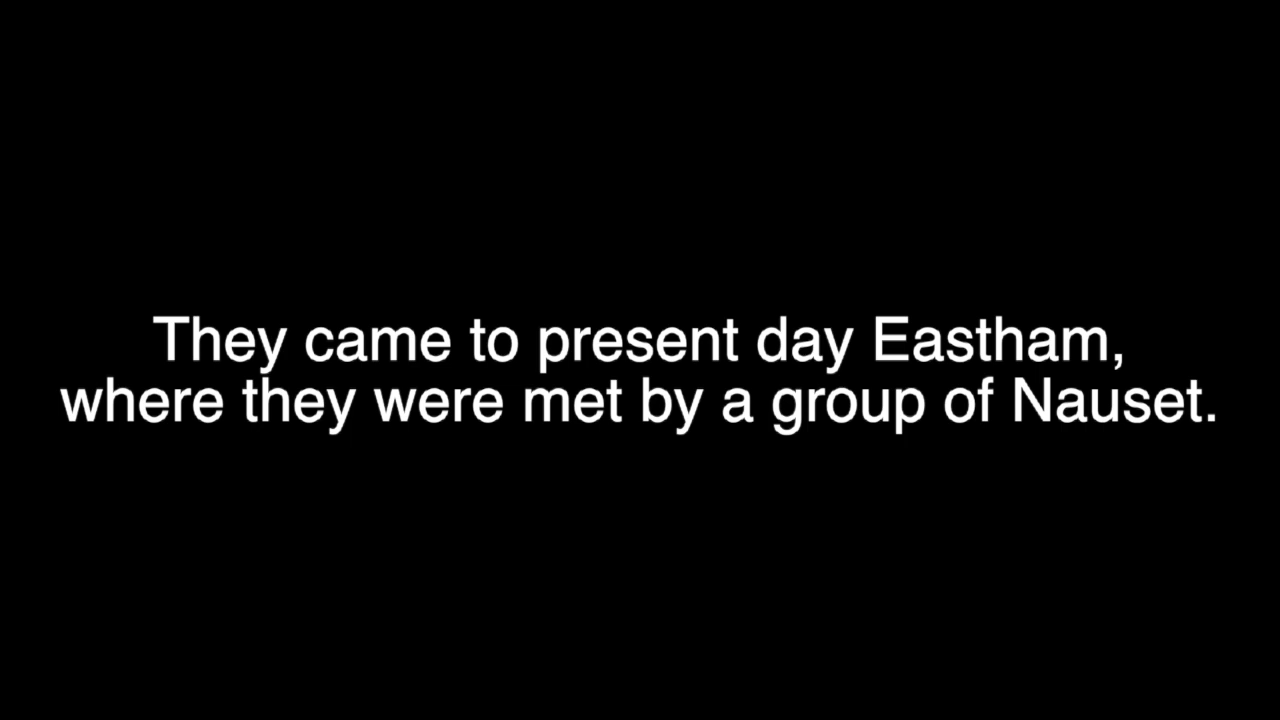 They came to present day Eastham,
where they were met by a group of Nauset.